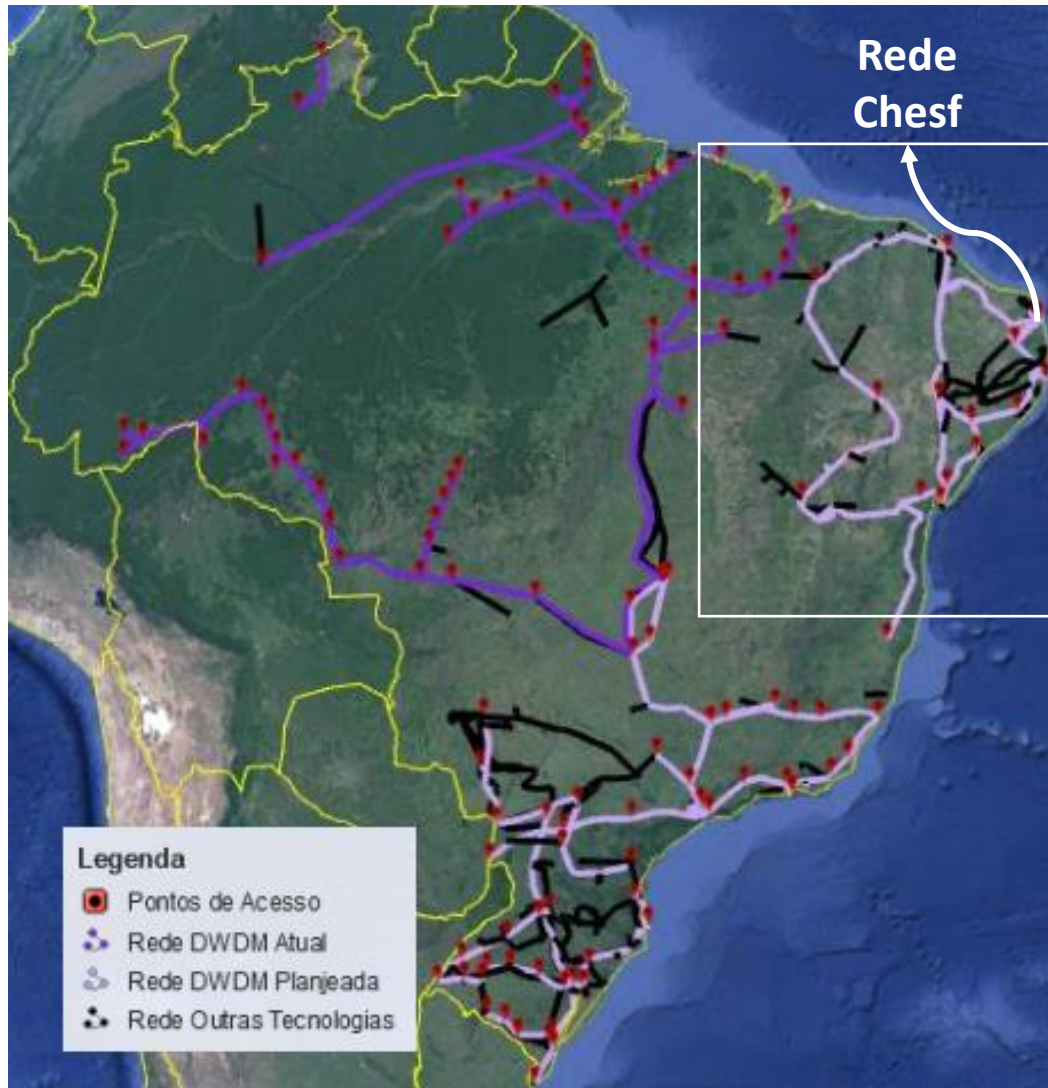 Rede
Chesf
Legenda
Pontos de Acesso
Rede DWDM Atual
Rede DWDM Planjeada
Rede Outras Tecnologias